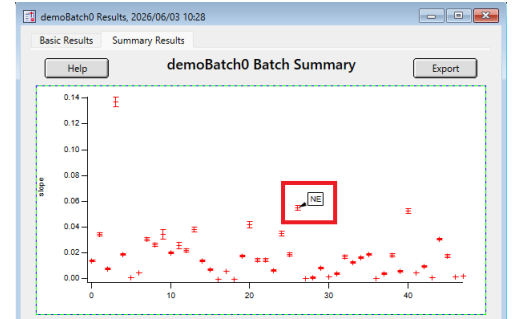 demoBatch0 Results, 2026/06/03 10:28
Basic Results Summary Results
Help demoBatch0 Batch Summary Export
0.14
0.12
0.10
0.08
0.06
0.04
0.02
0.00
slope
NE
0 10 20 30 40